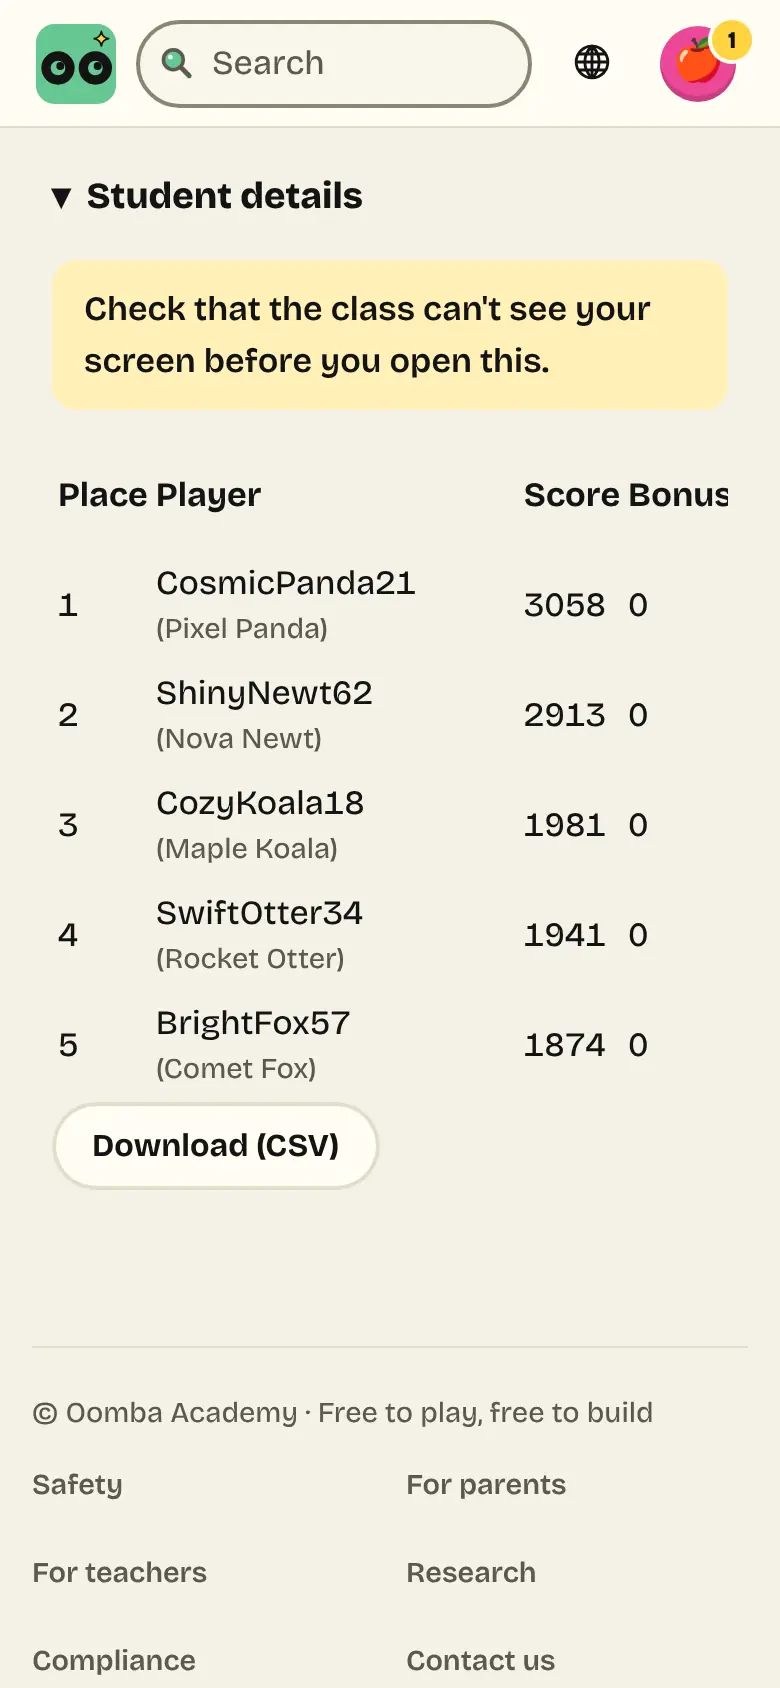 Search
1
▼ Student details
Check that the class can't see your
screen before you open this.
Place Player Score Bonus
1 CosmicPanda21 3058 0
(Pixel Panda)
2 ShinyNewt62 2913 0
(Nova Newt)
3 CozyKoala18 1981 0
(Maple Koala)
4 SwiftOtter34 1941 0
(Rocket Otter)
5 BrightFox57 1874 0
(Comet Fox)
Download (CSV)
© Oomba Academy · Free to play, free to build
Safety For parents
For teachers Research
Compliance Contact us